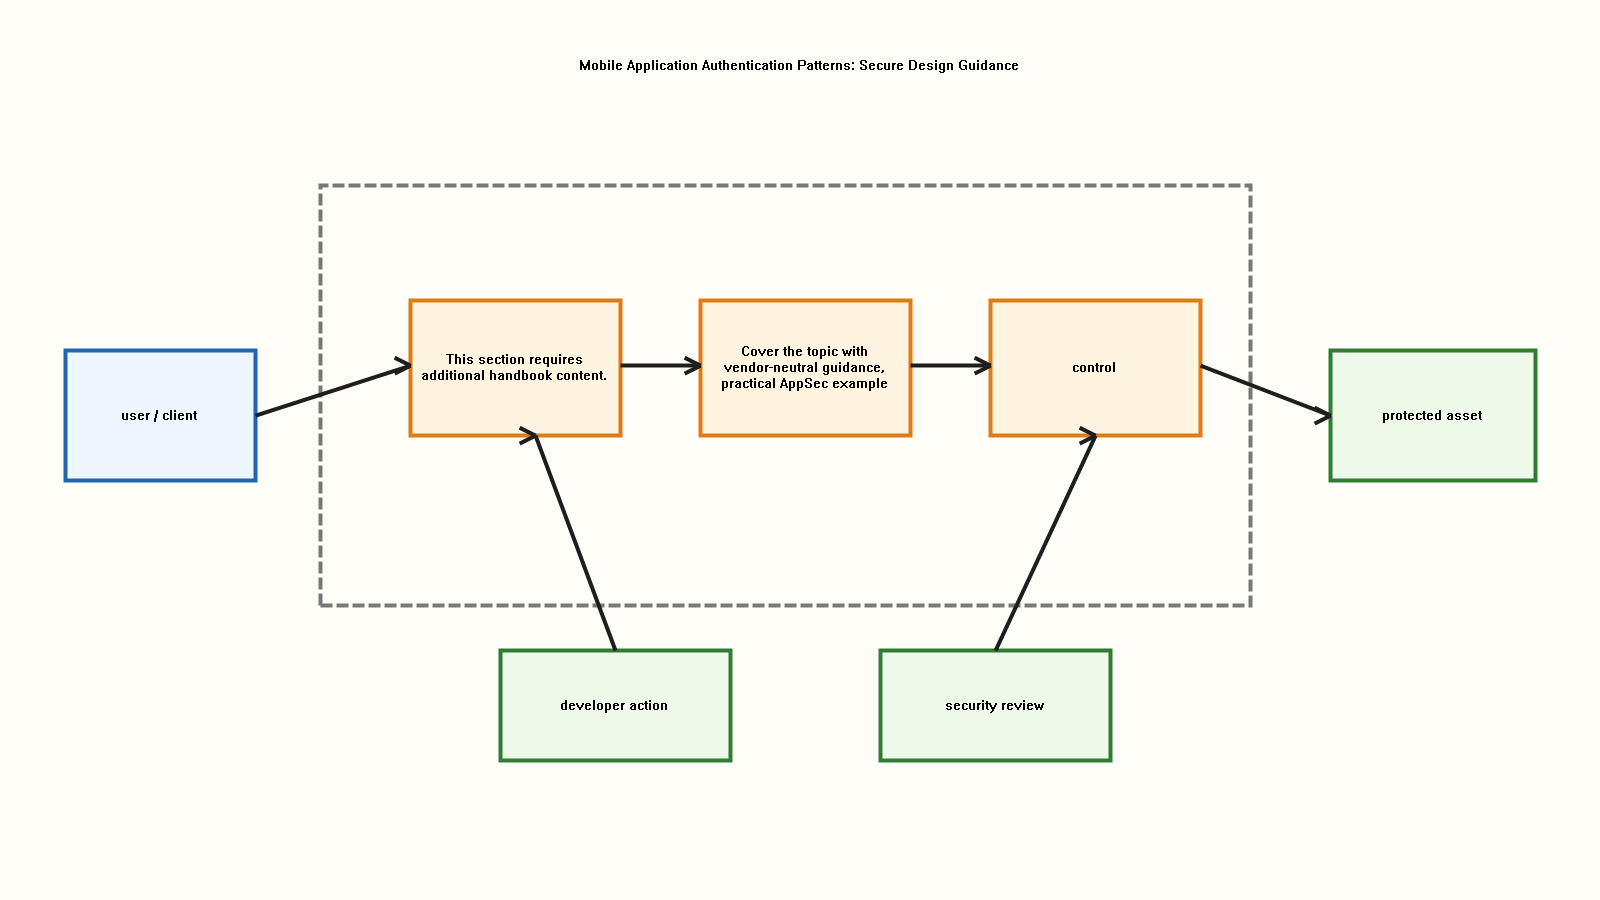 Mobile Application Authentication Patterns: Secure Design Guidance
This section requires
additional handbook content.
Cover the topic with
vendor-neutral guidance,
practical AppSec example
control
user / client
protected asset
developer action
security review